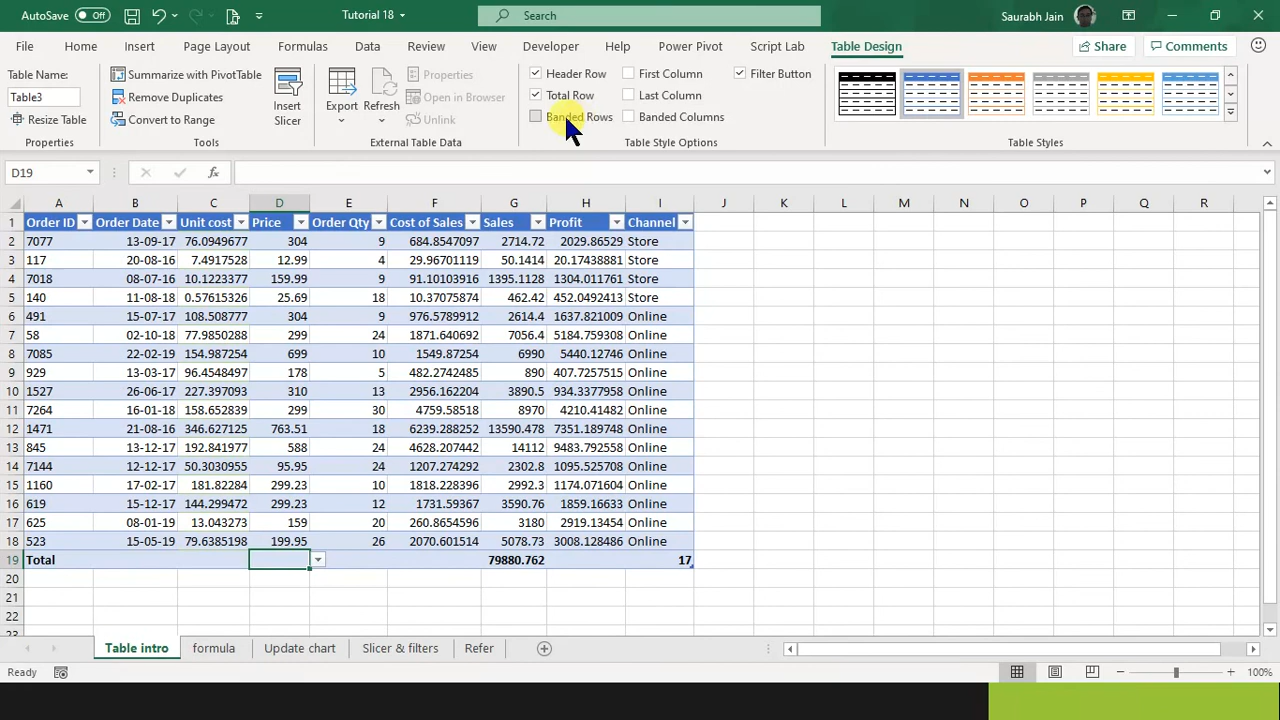 AutoSave Off Tutorial 18 Search Saurabh Jain
File Home Insert Page Layout Formulas Data Review View Developer Help Power Pivot Script Lab Table Design Share Comments
Table Name: Summarize with PivotTable Properties Header Row First Column Filter Button
Table3 Remove Duplicates Insert Slicer Export Refresh Open in Browser Total Row Last Column
Resize Table Convert to Range Unlink Banded Rows Banded Columns
Properties Tools External Table Data Table Style Options Table Styles
D19 fx
A B C D E F G H I J K L M N O P Q R
1 Order ID Order Date Unit cost Price Order Qty Cost of Sales Sales Profit Channel
2 7077 13-09-17 76.0949677 304 9 684.8547097 2714.72 2029.86529 Store
3 117 20-08-16 7.4917528 12.99 4 29.96701119 50.1414 20.17438881 Store
4 7018 08-07-16 10.1223377 159.99 9 91.10103916 1395.1128 1304.011761 Store
5 140 11-08-18 0.57615326 25.69 18 10.37075874 462.42 452.0492413 Store
6 491 15-07-17 108.508777 304 9 976.5789912 2614.4 1637.821009 Online
7 58 02-10-18 77.9850288 299 24 1871.640692 7056.4 5184.759308 Online
8 7085 22-02-19 154.987254 699 10 1549.87254 6990 5440.12746 Online
9 929 13-03-17 96.4548497 178 5 482.2742485 890 407.7257515 Online
10 1527 26-06-17 227.397093 310 13 2956.162204 3890.5 934.3377958 Online
11 7264 16-01-18 158.652839 299 30 4759.58518 8970 4210.41482 Online
12 1471 21-08-16 346.627125 763.51 18 6239.288252 13590.478 7351.189748 Online
13 845 13-12-17 192.841977 588 24 4628.207442 14112 9483.792558 Online
14 7144 12-12-17 50.3030955 95.95 24 1207.274292 2302.8 1095.525708 Online
15 1160 17-02-17 181.82284 299.23 10 1818.228396 2992.3 1174.071604 Online
16 619 15-12-17 144.299472 299.23 12 1731.59367 3590.76 1859.16633 Online
17 625 08-01-19 13.043273 159 20 260.8654596 3180 2919.13454 Online
18 523 15-05-19 79.6385198 199.95 26 2070.601514 5078.73 3008.128486 Online
19 Total 79880.762 17
20
21
22
23
Table intro formula Update chart Slicer & filters Refer
Ready 100%